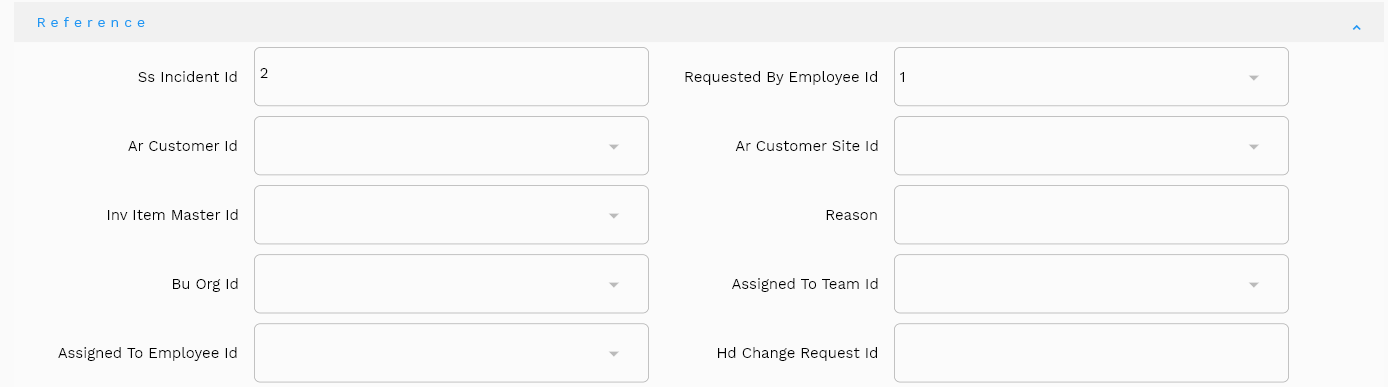 Reference
Ss Incident Id 2 Requested By Employee Id 1
Ar Customer Id Ar Customer Site Id
Inv Item Master Id Reason
Bu Org Id Assigned To Team Id
Assigned To Employee Id Hd Change Request Id